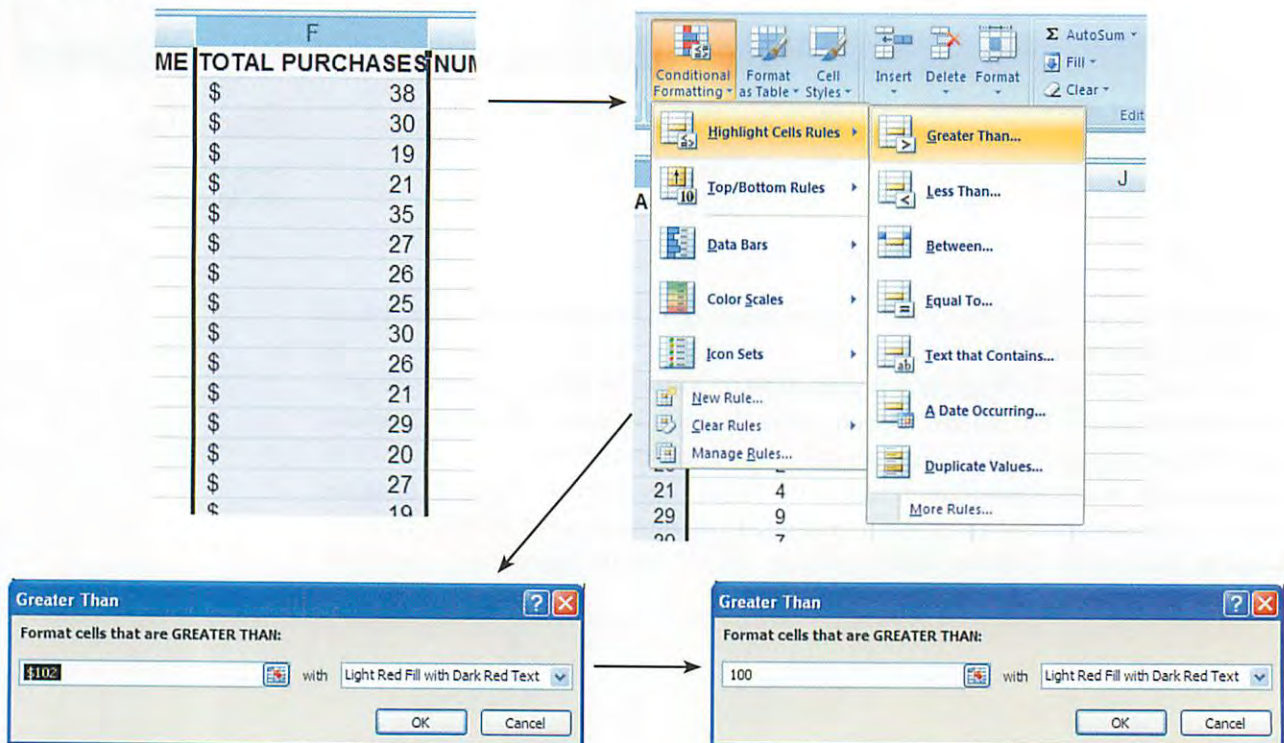 F
ME TOTAL PURCHASES NUM
$ 38
$ 30
$ 19
$ 21
$ 35
$ 27
$ 26
$ 25
$ 30
$ 26
$ 21
$ 29
$ 20
$ 27
$ 19
Conditional Formatting
Format as Table
Cell Styles
Insert Delete Format
Σ AutoSum
Fill
Clear
Edit
Highlight Cells Rules
Top/Bottom Rules
Data Bars
Color Scales
Icon Sets
New Rule...
Clear Rules
Manage Rules...
Greater Than...
Less Than...
Between...
Equal To...
Text that Contains...
A Date Occurring...
Duplicate Values...
More Rules...
J
A
21 4
29 9
7
Greater Than
Format cells that are GREATER THAN:
$102 with Light Red Fill with Dark Red Text
OK Cancel
Greater Than
Format cells that are GREATER THAN:
100 with Light Red Fill with Dark Red Text
OK Cancel